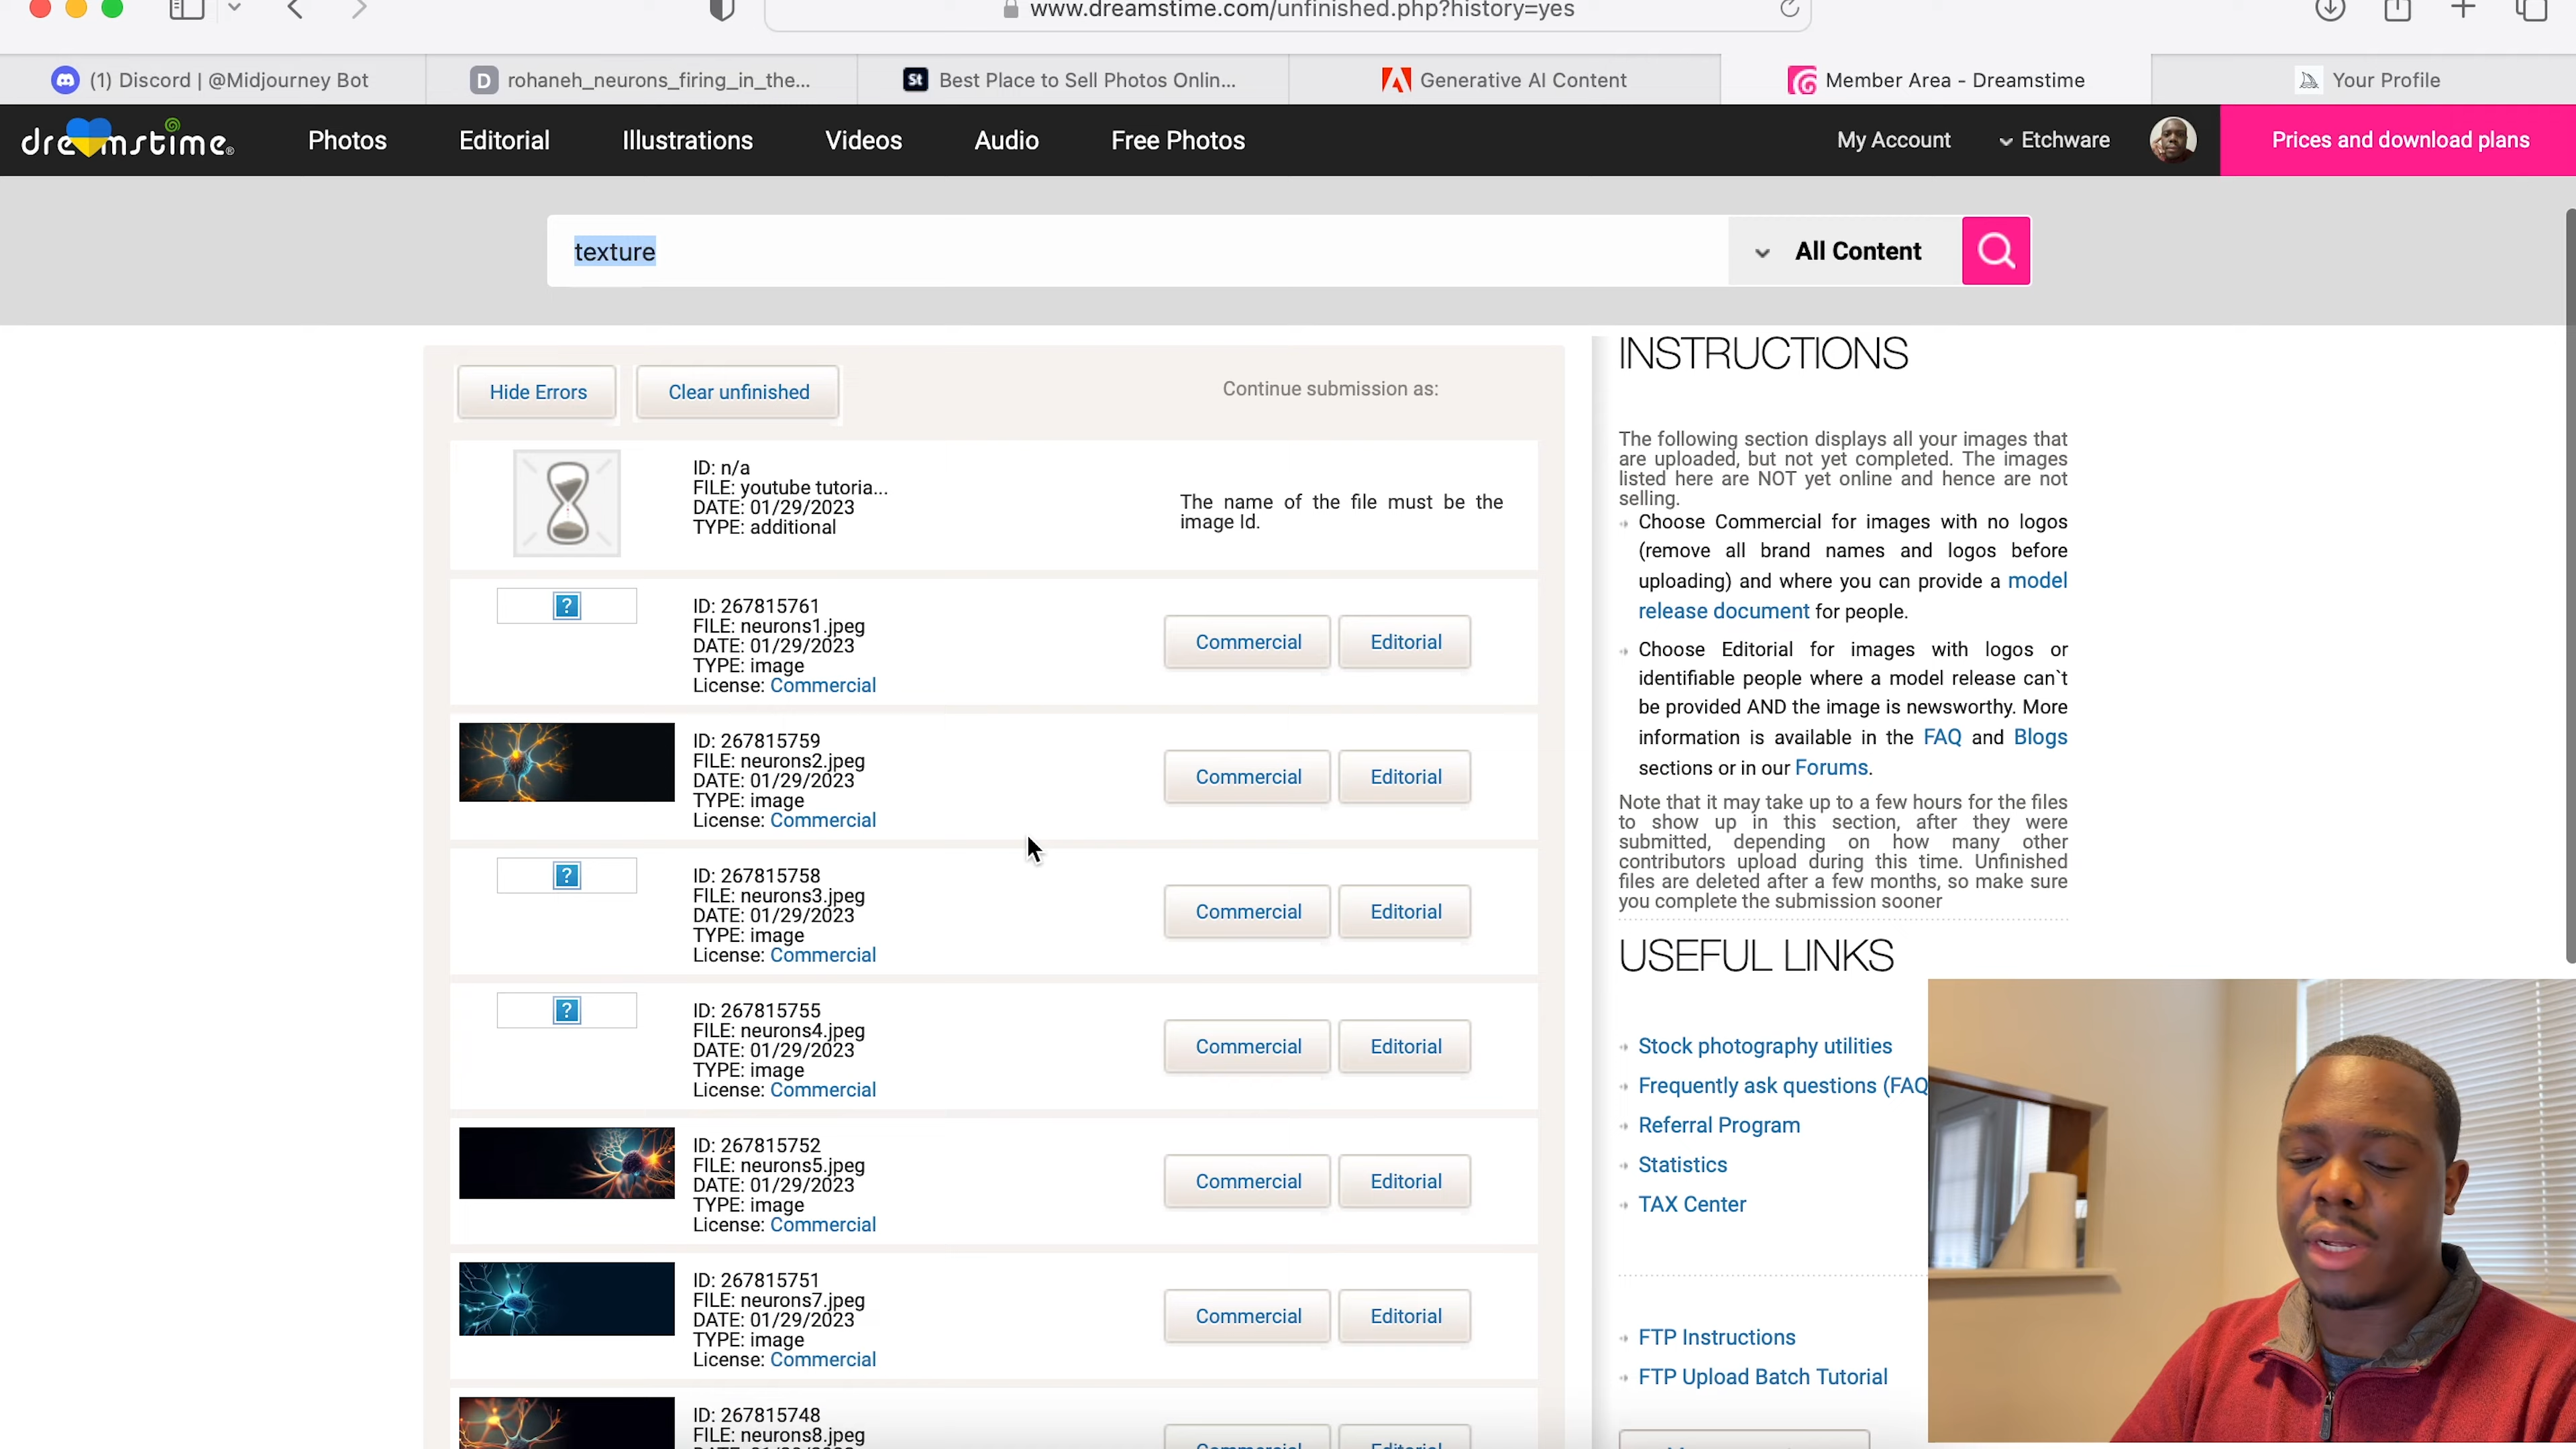 www.dreamstime.com/unfinished.php?history=yes
(1) Discord | @Midjourney Bot
D rohaneh_neurons_firing_in_the...
St Best Place to Sell Photos Onlin...
Generative AI Content
Member Area - Dreamstime
Your Profile
dreamstime®
Photos
Editorial
Illustrations
Videos
Audio
Free Photos
My Account
Etchware
Prices and download plans
texture
All Content
Hide Errors
Clear unfinished
Continue submission as:
ID: n/a
FILE: youtube tutoria...
DATE: 01/29/2023
TYPE: additional
The name of the file must be the
image Id.
?
ID: 267815761
FILE: neurons1.jpeg
DATE: 01/29/2023
TYPE: image
License: Commercial
Commercial
Editorial
ID: 267815759
FILE: neurons2.jpeg
DATE: 01/29/2023
TYPE: image
License: Commercial
Commercial
Editorial
?
ID: 267815758
FILE: neurons3.jpeg
DATE: 01/29/2023
TYPE: image
License: Commercial
Commercial
Editorial
?
ID: 267815755
FILE: neurons4.jpeg
DATE: 01/29/2023
TYPE: image
License: Commercial
Commercial
Editorial
ID: 267815752
FILE: neurons5.jpeg
DATE: 01/29/2023
TYPE: image
License: Commercial
Commercial
Editorial
ID: 267815751
FILE: neurons7.jpeg
DATE: 01/29/2023
TYPE: image
License: Commercial
Commercial
Editorial
ID: 267815748
FILE: neurons8.jpeg
INSTRUCTIONS
The following section displays all your images that
are uploaded, but not yet completed. The images
listed here are NOT yet online and hence are not
selling.
Choose Commercial for images with no logos
(remove all brand names and logos before
uploading) and where you can provide a model
release document for people.
Choose Editorial for images with logos or
identifiable people where a model release can`t
be provided AND the image is newsworthy. More
information is available in the FAQ and Blogs
sections or in our Forums.
Note that it may take up to a few hours for the files
to show up in this section, after they were
submitted, depending on how many other
contributors upload during this time. Unfinished
files are deleted after a few months, so make sure
you complete the submission sooner
USEFUL LINKS
Stock photography utilities
Frequently ask questions (FAQ
Referral Program
Statistics
TAX Center
FTP Instructions
FTP Upload Batch Tutorial